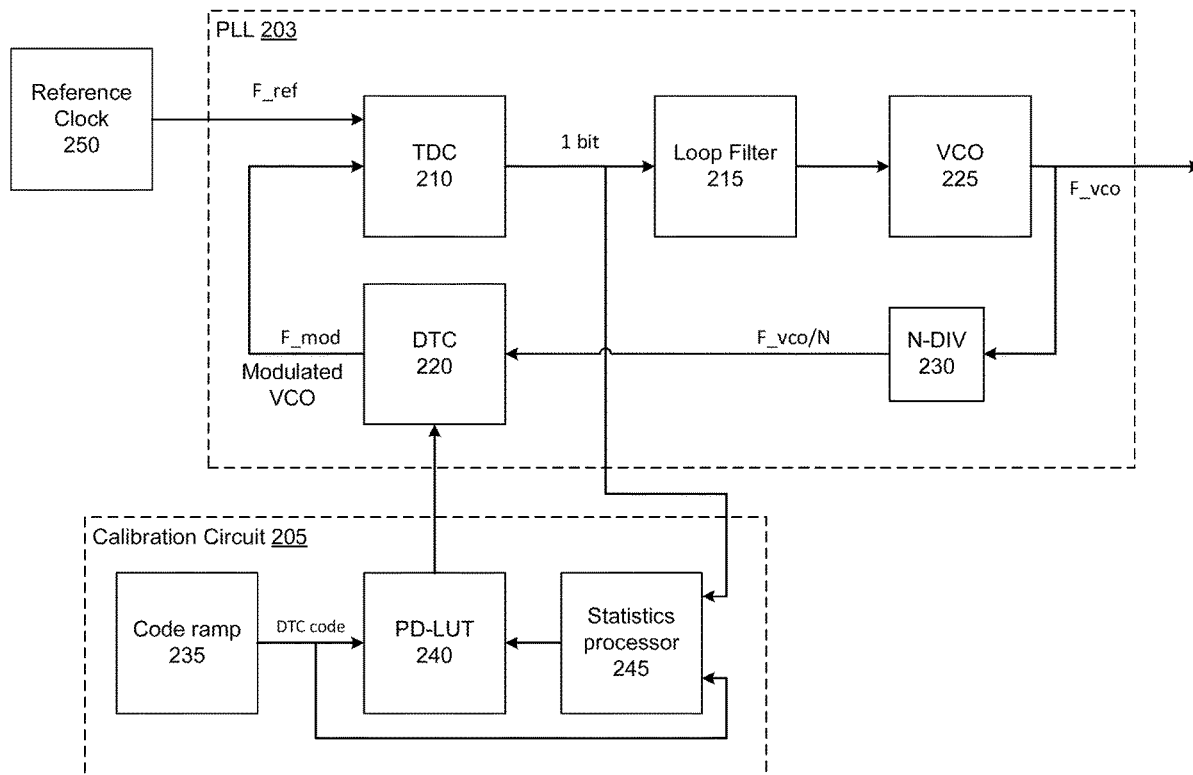 PLL 203
Reference
Clock
250
F_ref
TDC
210
1 bit
Loop Filter
215
VCO
225
F_vco
F_mod
Modulated
VCO
DTC
220
F_vco/N
N-DIV
230
Calibration Circuit 205
Code ramp
235
DTC code
PD-LUT
240
Statistics
processor
245